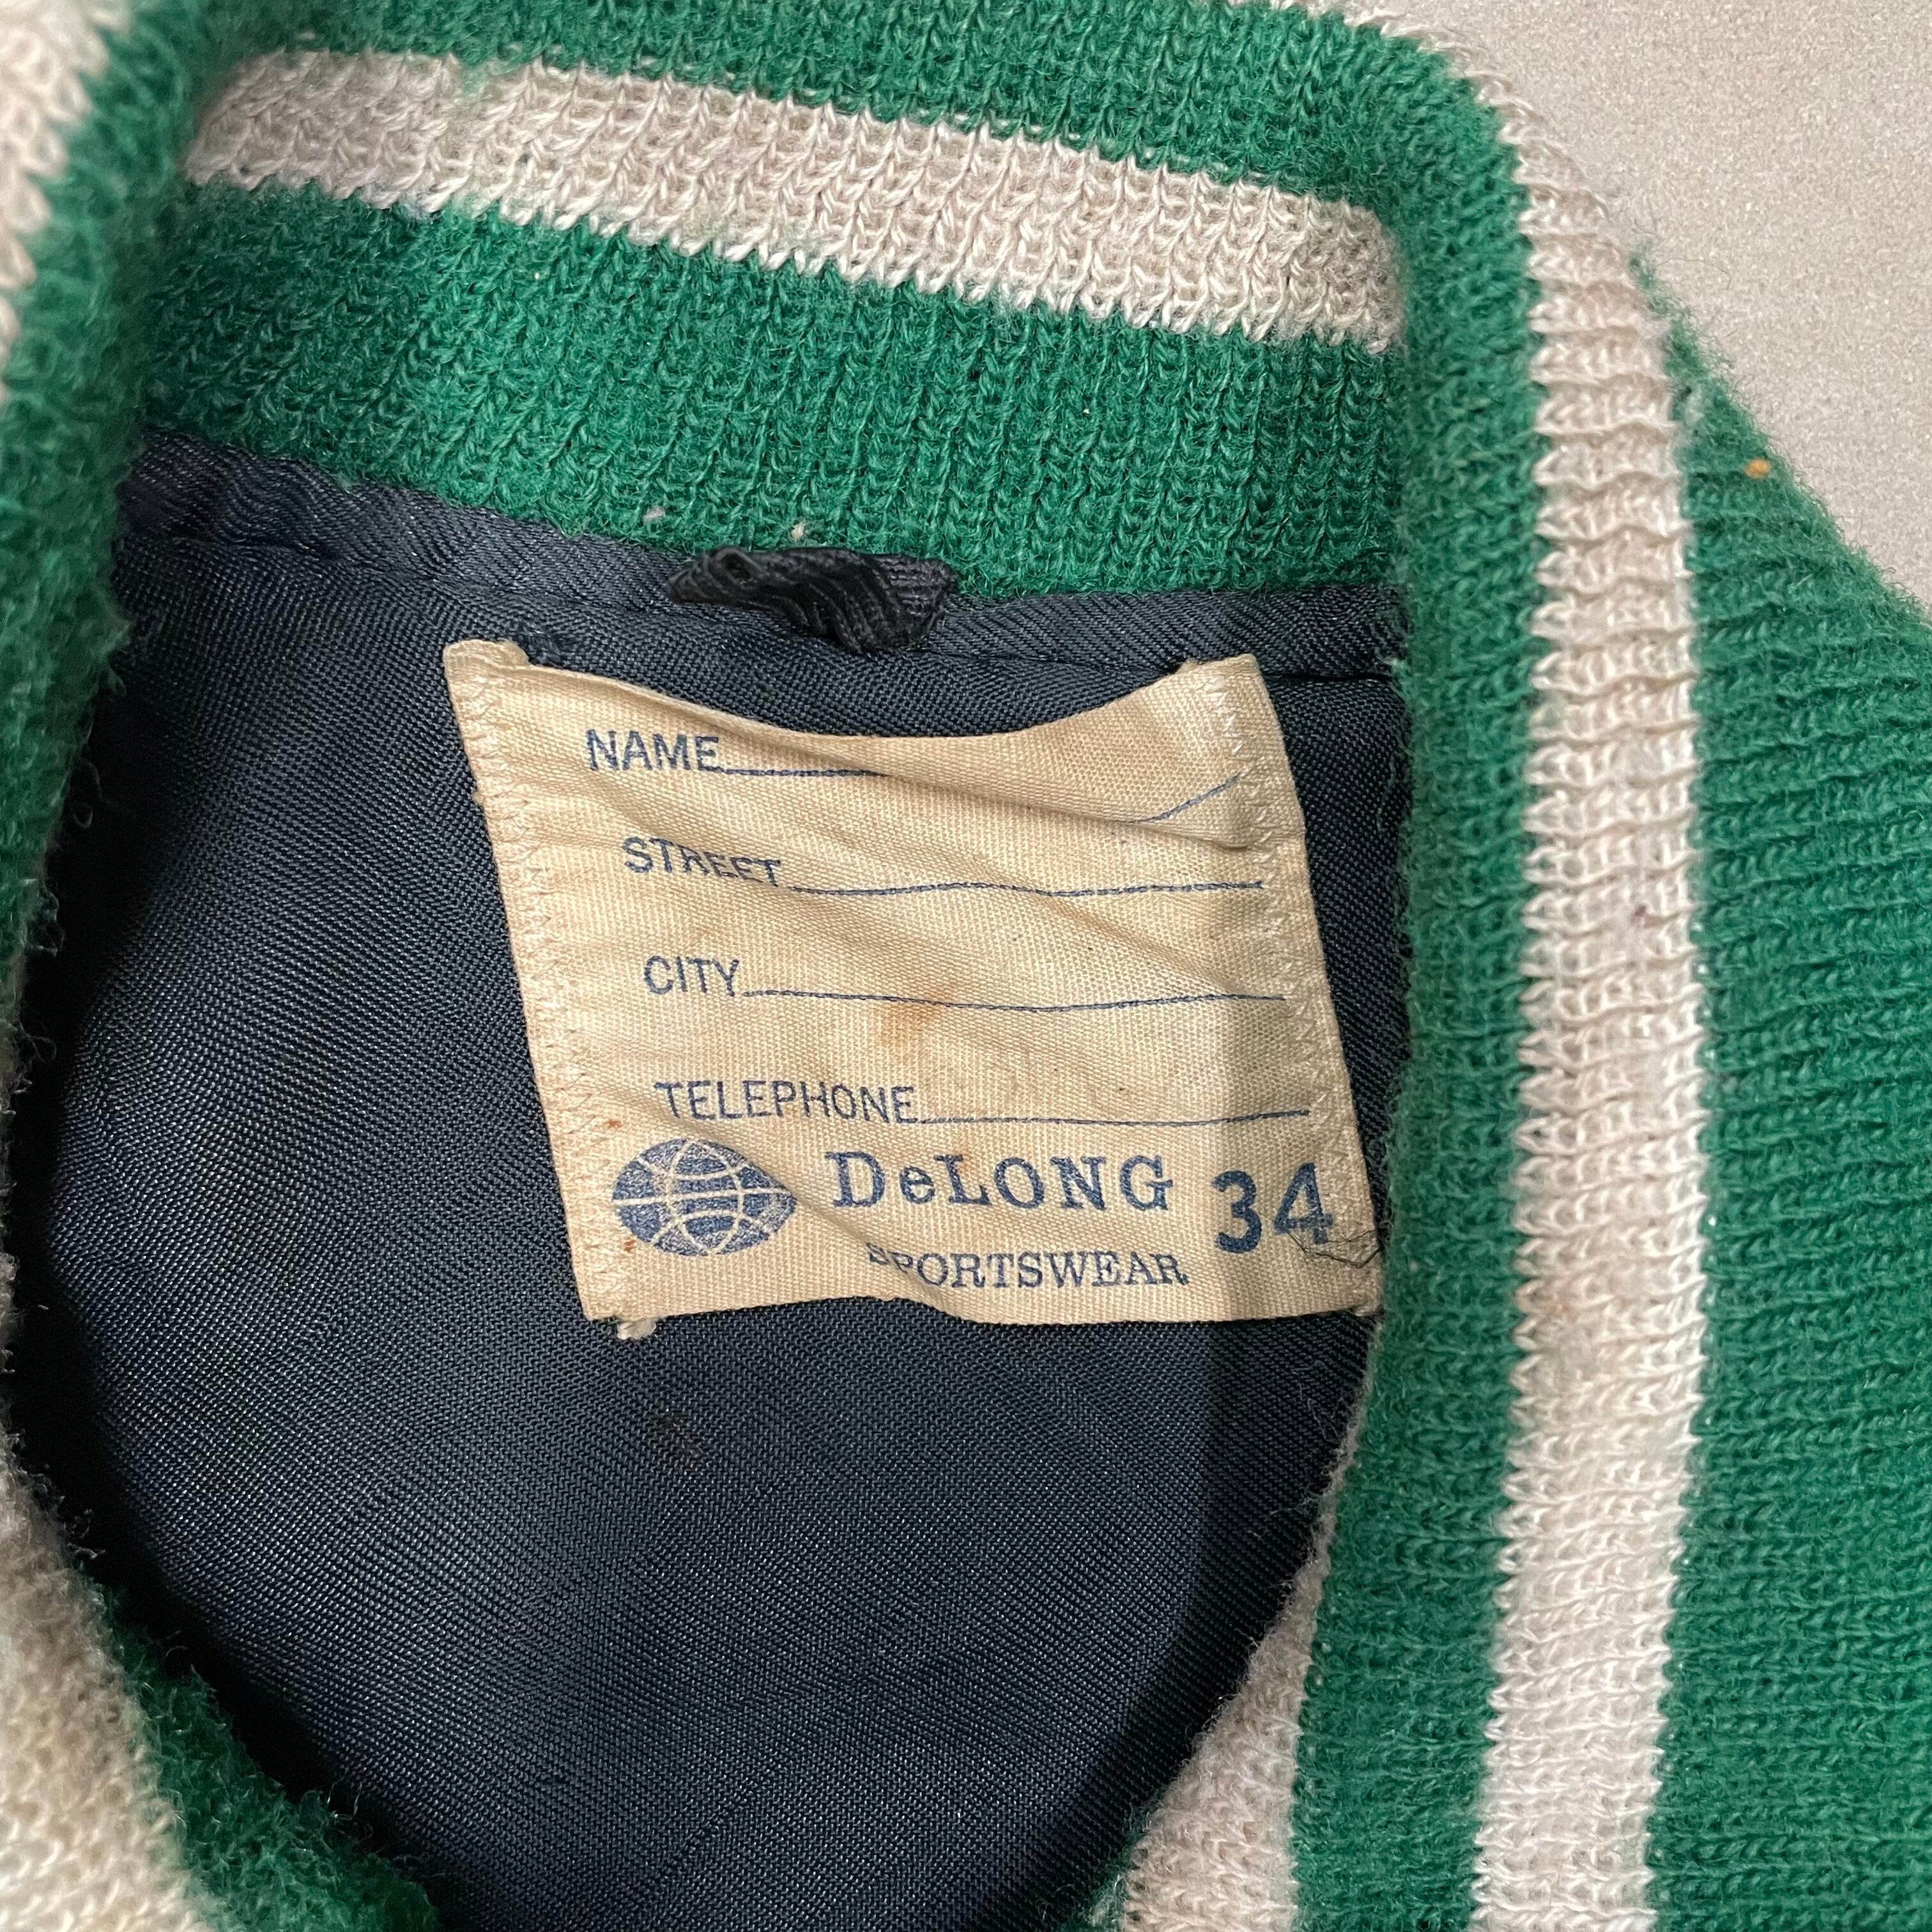 NAME
STREET
CITY
TELEPHONE
DeLONG 34
SPORTSWEAR